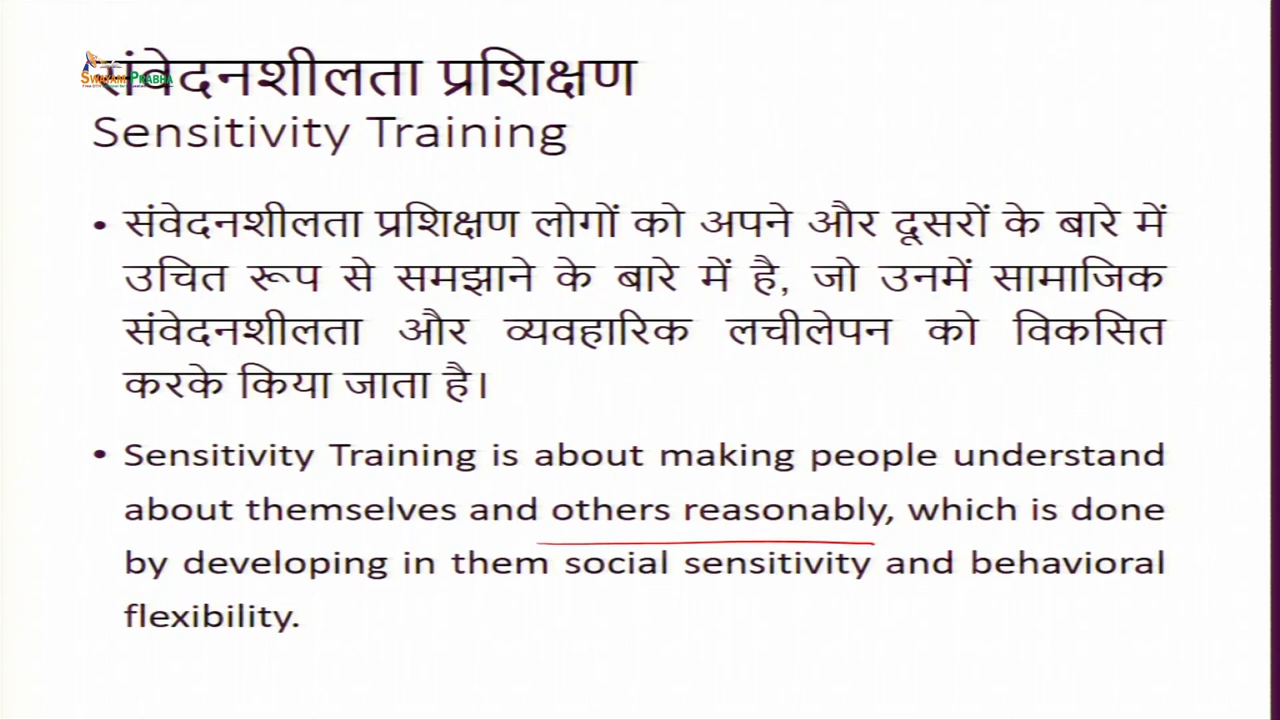 संवेदनशीलता प्रशिक्षण
SWAYAM PRABHA
Sensitivity Training
• संवेदनशीलता प्रशिक्षण लोगों को अपने और दूसरों के बारे में
उचित रूप से समझाने के बारे में है, जो उनमें सामाजिक
संवेदनशीलता और व्यवहारिक लचीलेपन को विकसित
करके किया जाता है।
• Sensitivity Training is about making people understand
about themselves and others reasonably, which is done
by developing in them social sensitivity and behavioral
flexibility.